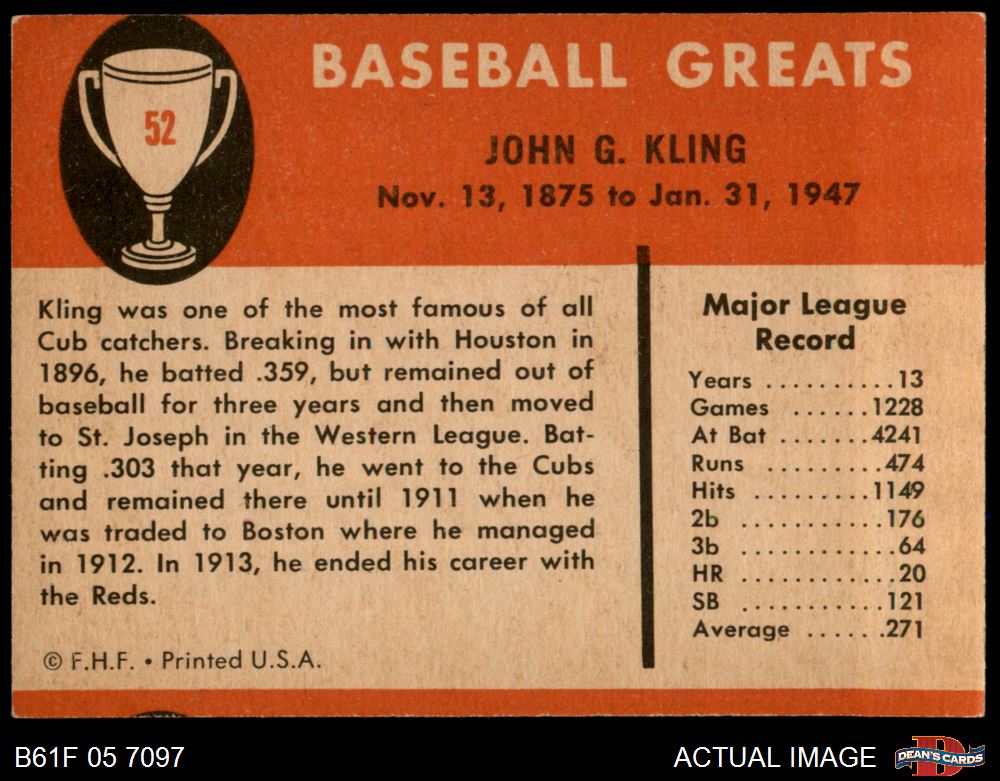 52
BASEBALL GREATS
JOHN G. KLING
Nov. 13, 1875 to Jan. 31, 1947
Kling was one of the most famous of all
Cub catchers. Breaking in with Houston in
1896, he batted .359, but remained out of
baseball for three years and then moved
to St. Joseph in the Western League. Bat-
ting .303 that year, he went to the Cubs
and remained there until 1911 when he
was traded to Boston where he managed
in 1912. In 1913, he ended his career with
the Reds.
© F.H.F. • Printed U.S.A.
Major League
Record
Years ..........13
Games ......1228
At Bat .......4241
Runs .........474
Hits .........1149
2b ...........176
3b ............64
HR ............20
SB ...........121
Average ......271
B61F 05 7097
ACTUAL IMAGE
D
DEAN'S CARDS